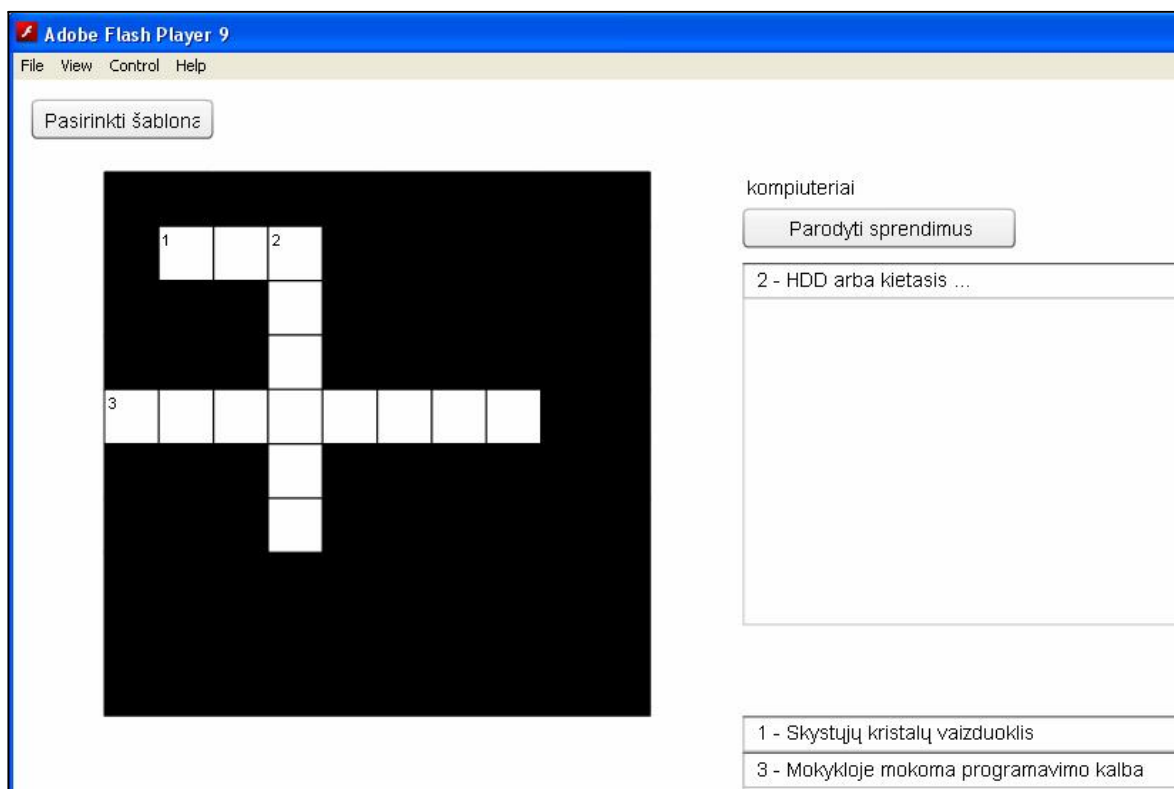 Adobe Flash Player 9
File View Control Help
Pasirinkti šabloną
kompiuteriai
Parodyti sprendimus
1
2
2 - HDD arba kietasis ...
3
1 - Skystųjų kristalų vaizduoklis
3 - Mokykloje mokoma programavimo kalba